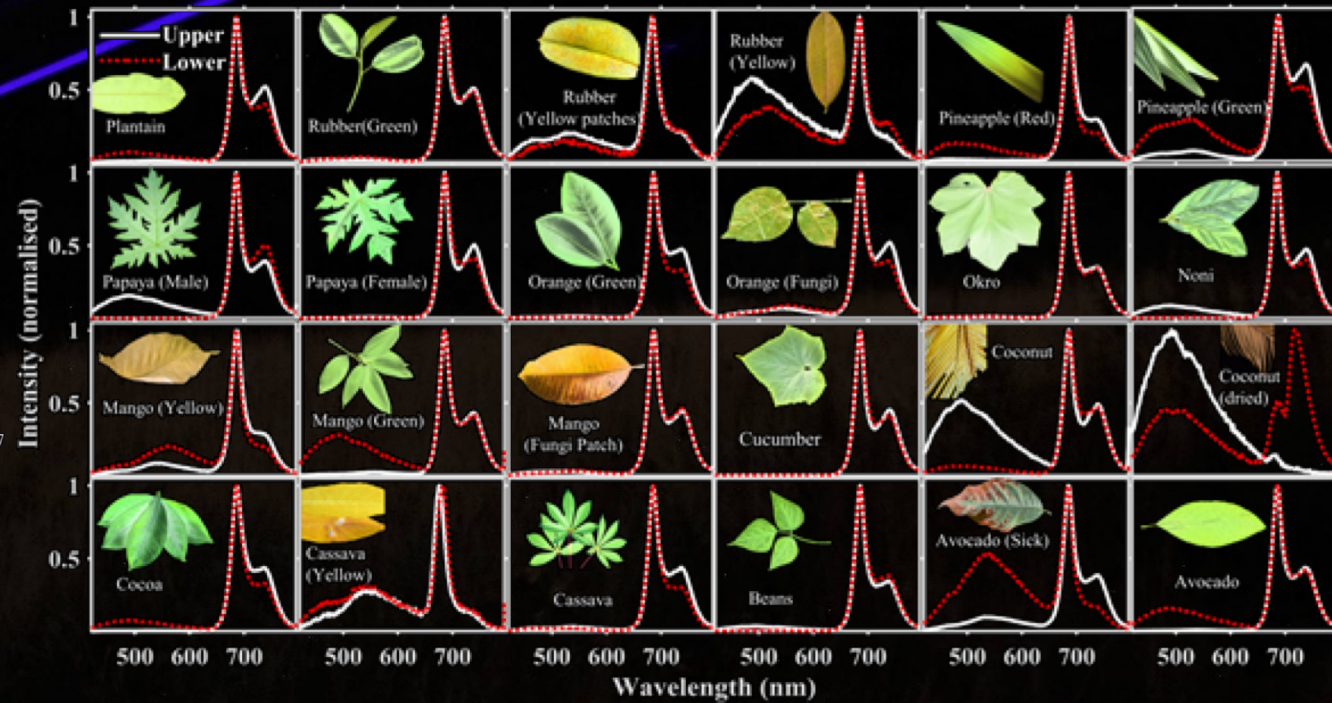 1
Upper
Lower
0.5
Plantain
Rubber(Green)
Rubber
(Yellow patches)
Rubber
(Yellow)
Pineapple (Red)
Pineapple (Green)
1
0.5
Papaya (Male)
Papaya (Female)
Orange (Green)
Orange (Fungi)
Okro
Noni
1
0.5
Mango (Yellow)
Mango (Green)
Mango
(Fungi Patch)
Cucumber
Coconut
Coconut
(dried)
1
0.5
Cocoa
Cassava
(Yellow)
Cassava
Beans
Avocado (Sick)
Avocado
500 600 700 500 600 700 500 600 700 500 600 700 500 600 700 500 600 700
Wavelength (nm)
Intensity (normalised)